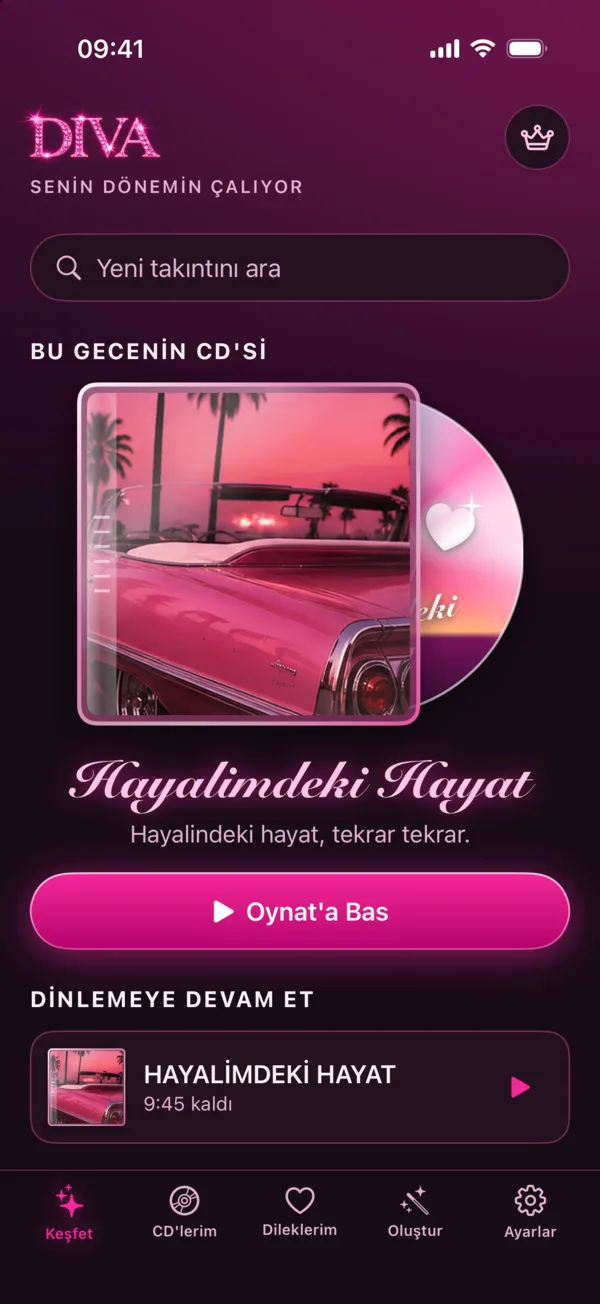 09:41
DIVA
SENİN DÖNEMİN ÇALIYOR
Yeni takıntını ara
BU GECENİN CD'Sİ
eki
Hayalimdeki Hayat
Hayalindeki hayat, tekrar tekrar.
Oynat'a Bas
DİNLEMEYE DEVAM ET
HAYALİMDEKİ HAYAT
9:45 kaldı
Keşfet
CD'lerim
Dileklerim
Oluştur
Ayarlar